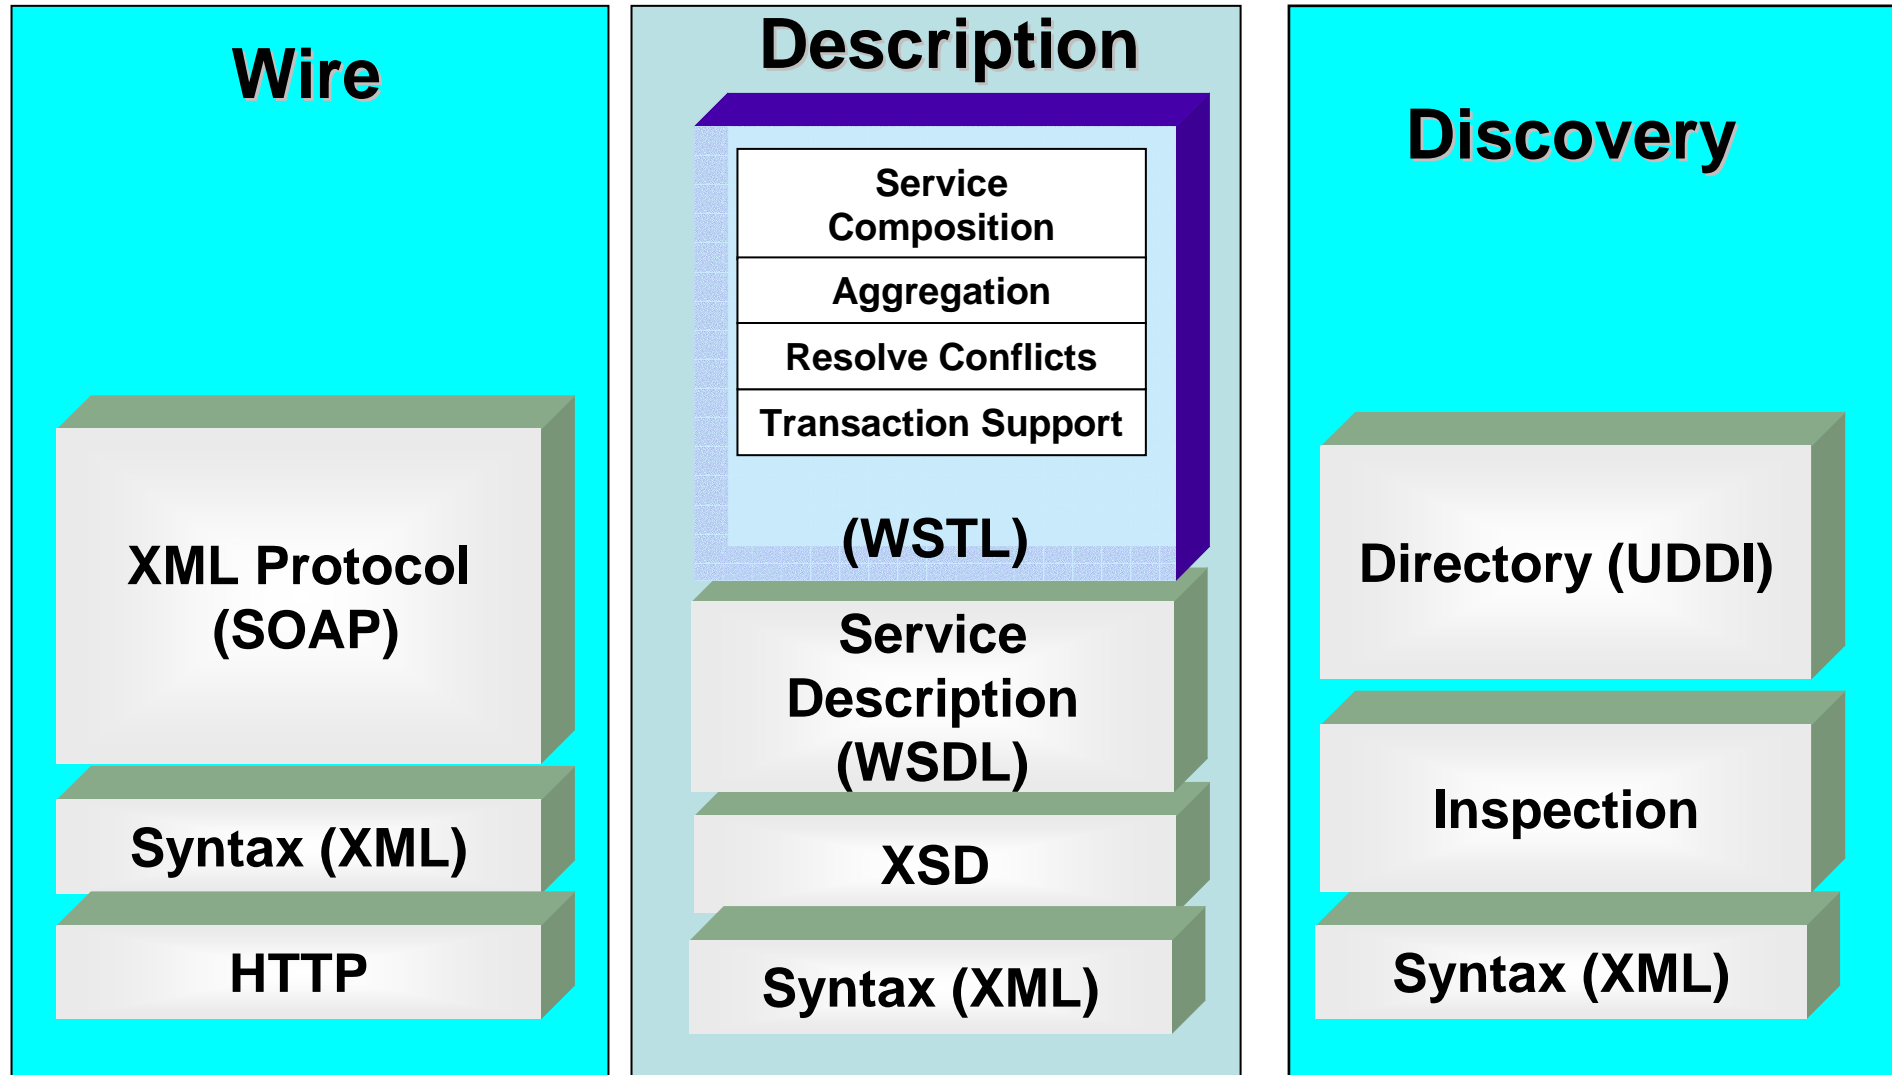 Wire
XML Protocol
(SOAP)
Syntax (XML)
HTTP
Description
Service
Composition
Aggregation
Resolve Conflicts
Transaction Support
(WSTL)
Service
Description
(WSDL)
XSD
Syntax (XML)
Discovery
Directory (UDDI)
Inspection
Syntax (XML)